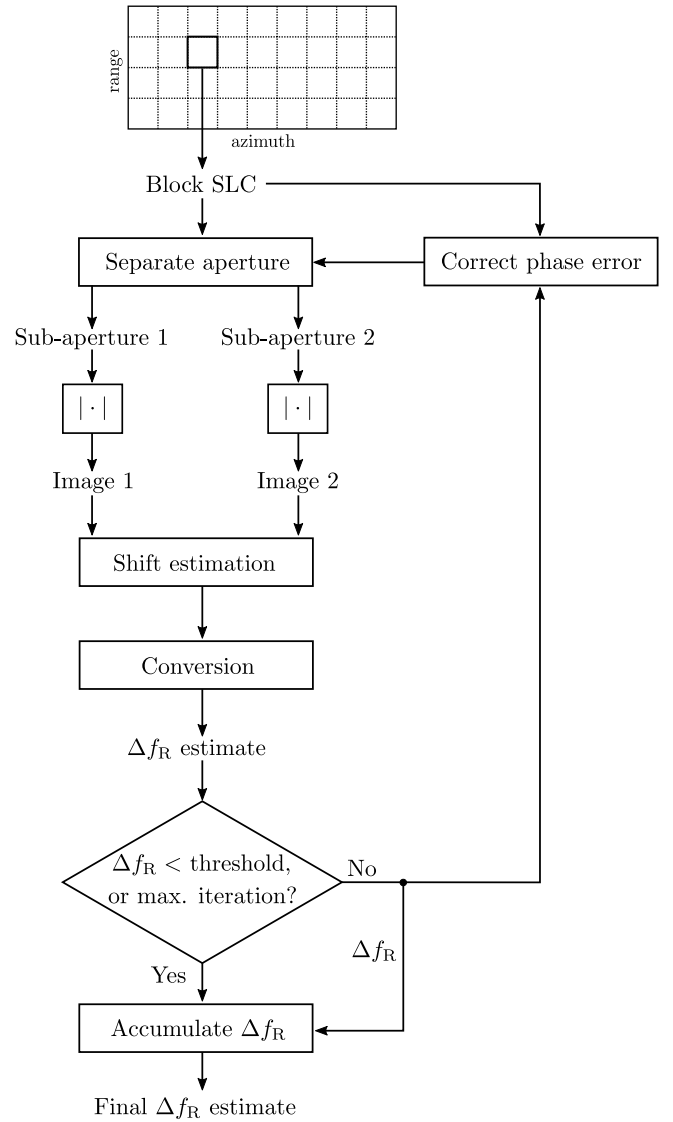 range
azimuth
Block SLC
Separate aperture
Correct phase error
Sub-aperture 1
Sub-aperture 2
|·|
|·|
Image 1
Image 2
Shift estimation
Conversion
Δf_R estimate
Δf_R < threshold,
or max. iteration?
No
Δf_R
Yes
Accumulate Δf_R
Final Δf_R estimate